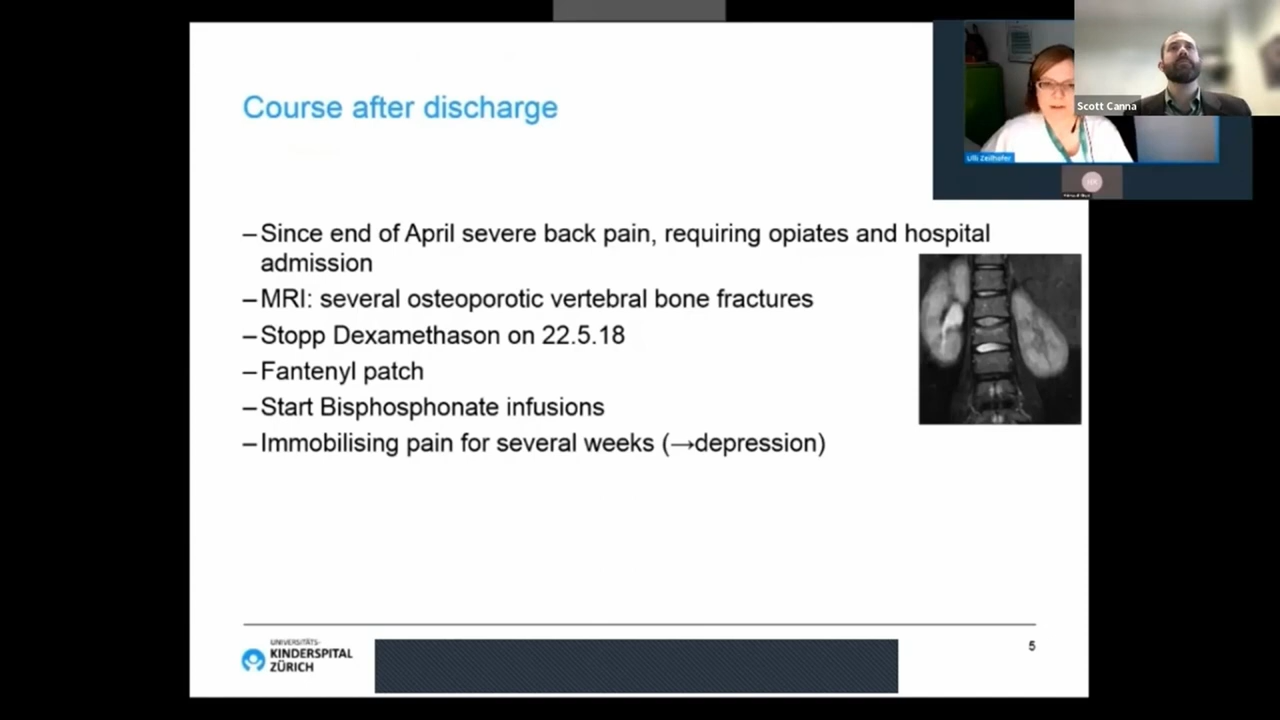 Course after discharge
Scott Canna
Ulli Zeilhofer
– Since end of April severe back pain, requiring opiates and hospital
admission
– MRI: several osteoporotic vertebral bone fractures
– Stopp Dexamethason on 22.5.18
– Fantenyl patch
– Start Bisphosphonate infusions
– Immobilising pain for several weeks (→depression)
UNIVERSITÄTS-
KINDERSPITAL
ZÜRICH
5